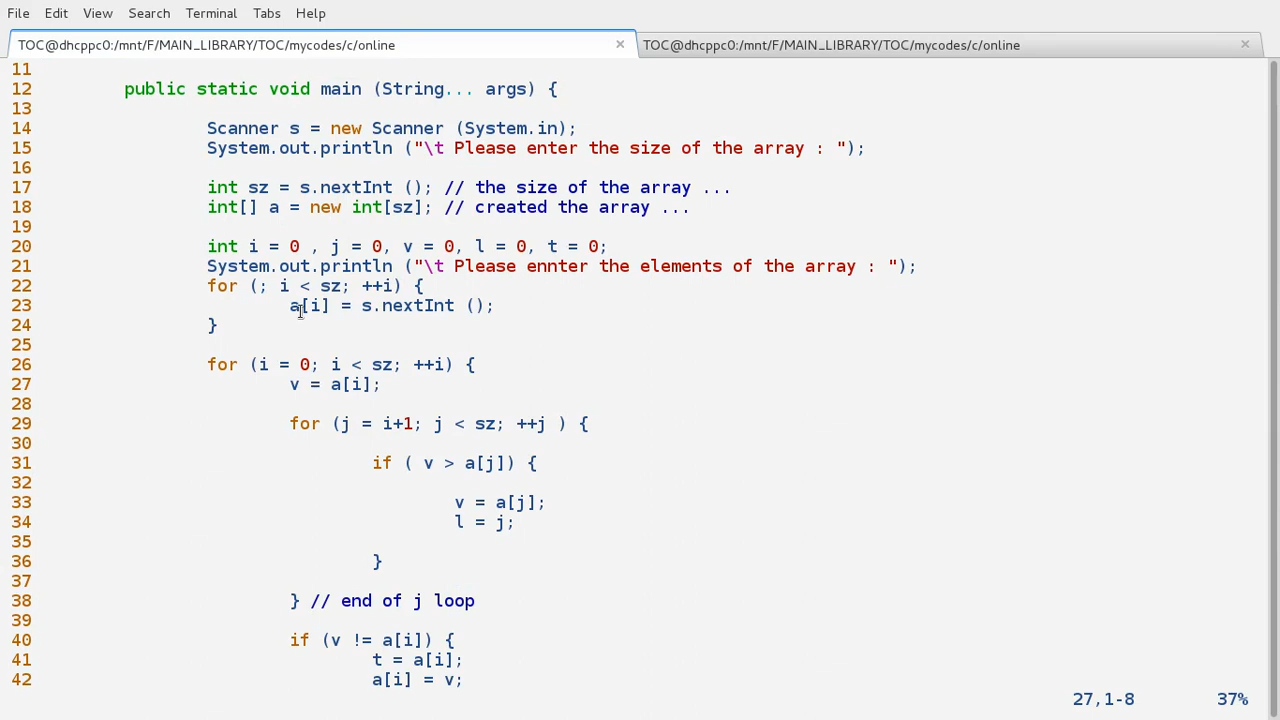 File Edit View Search Terminal Tabs Help
TOC@dhcppc0:/mnt/F/MAIN_LIBRARY/TOC/mycodes/c/online × TOC@dhcppc0:/mnt/F/MAIN_LIBRARY/TOC/mycodes/c/online ×
11
12 public static void main (String... args) {
13
14 Scanner s = new Scanner (System.in);
15 System.out.println ("\t Please enter the size of the array : ");
16
17 int sz = s.nextInt (); // the size of the array ...
18 int[] a = new int[sz]; // created the array ...
19
20 int i = 0 , j = 0, v = 0, l = 0, t = 0;
21 System.out.println ("\t Please ennter the elements of the array : ");
22 for (; i < sz; ++i) {
23 a[i] = s.nextInt ();
24 }
25
26 for (i = 0; i < sz; ++i) {
27 v = a[i];
28
29 for (j = i+1; j < sz; ++j ) {
30
31 if ( v > a[j]) {
32
33 v = a[j];
34 l = j;
35
36 }
37
38 } // end of j loop
39
40 if (v != a[i]) {
41 t = a[i];
42 a[i] = v;
27,1-8 37%